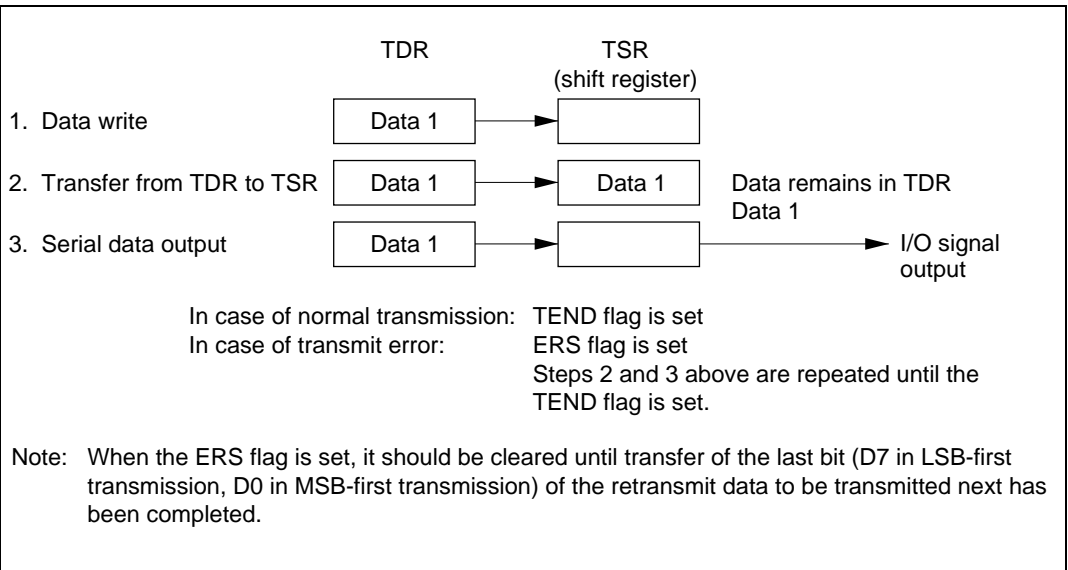 TDR TSR
(shift register)
1. Data write Data 1
2. Transfer from TDR to TSR Data 1 Data 1 Data remains in TDR
Data 1
3. Serial data output Data 1 I/O signal
output
In case of normal transmission: TEND flag is set
In case of transmit error: ERS flag is set
Steps 2 and 3 above are repeated until the
TEND flag is set.
Note: When the ERS flag is set, it should be cleared until transfer of the last bit (D7 in LSB-first
transmission, D0 in MSB-first transmission) of the retransmit data to be transmitted next has
been completed.